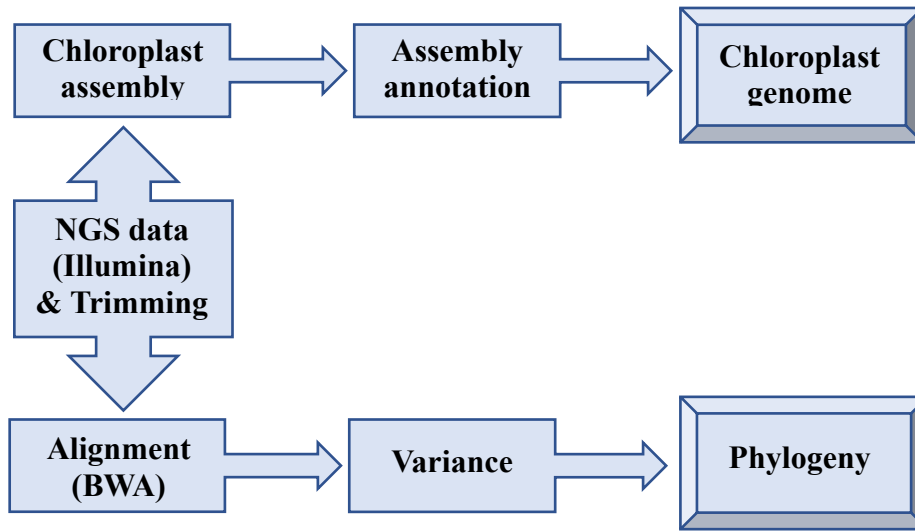 Chloroplast
assembly
Assembly
annotation
Chloroplast
genome
NGS data
(Illumina)
& Trimming
Alignment
(BWA)
Variance
Phylogeny